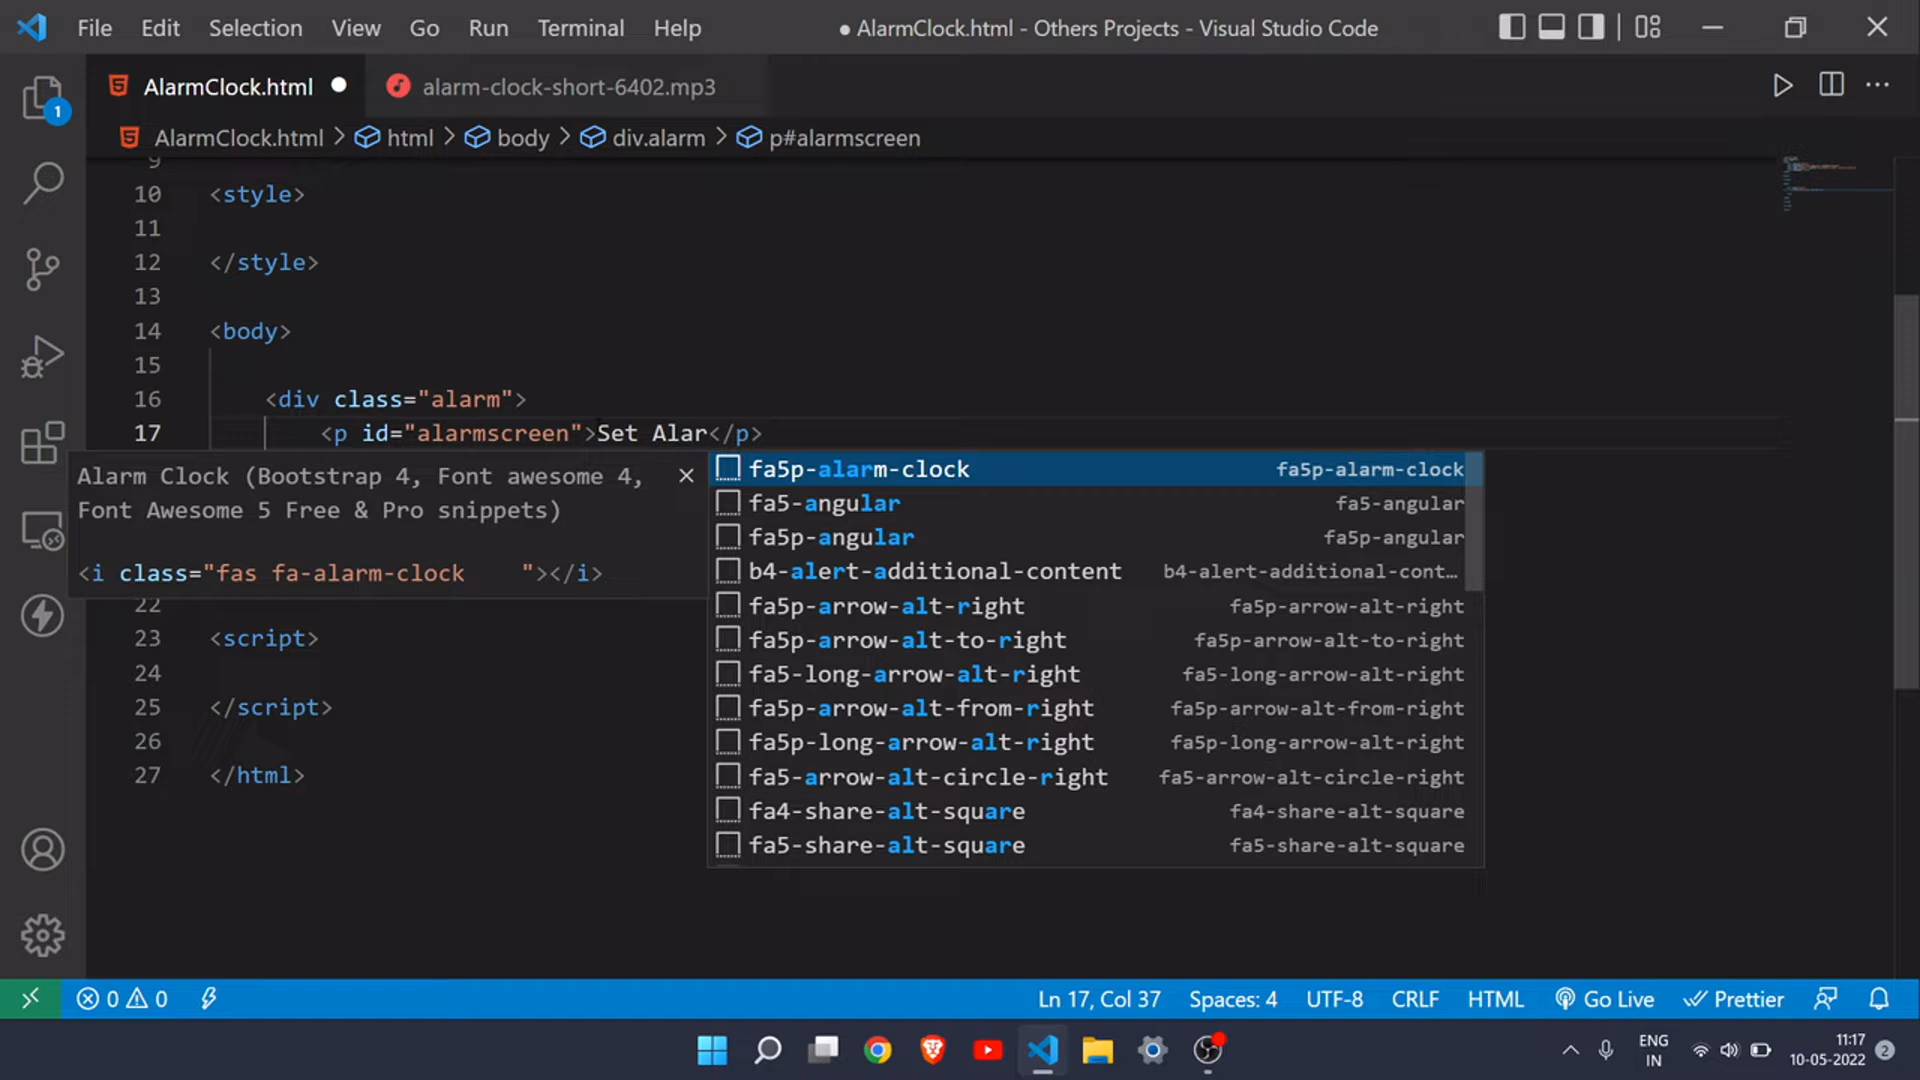 File Edit Selection View Go Run Terminal Help
● AlarmClock.html - Others Projects - Visual Studio Code
AlarmClock.html ●
alarm-clock-short-6402.mp3
1
AlarmClock.html > html > body > div.alarm > p#alarmscreen
9
10 <style>
11
12 </style>
13
14 <body>
15
16 <div class="alarm">
17 <p id="alarmscreen">Set Alar</p>
Alarm Clock (Bootstrap 4, Font awesome 4,
Font Awesome 5 Free & Pro snippets)
<i class="fas fa-alarm-clock    "></i>
fa5p-alarm-clock fa5p-alarm-clock
fa5-angular fa5-angular
fa5p-angular fa5p-angular
b4-alert-additional-content b4-alert-additional-cont…
fa5p-arrow-alt-right fa5p-arrow-alt-right
fa5p-arrow-alt-to-right fa5p-arrow-alt-to-right
fa5-long-arrow-alt-right fa5-long-arrow-alt-right
fa5p-arrow-alt-from-right fa5p-arrow-alt-from-right
fa5p-long-arrow-alt-right fa5p-long-arrow-alt-right
fa5-arrow-alt-circle-right fa5-arrow-alt-circle-right
fa4-share-alt-square fa4-share-alt-square
fa5-share-alt-square fa5-share-alt-square
22
23 <script>
24
25 </script>
26
27 </html>
0 0
Ln 17, Col 37 Spaces: 4 UTF-8 CRLF HTML Go Live Prettier
ENG
IN
11:17
10-05-2022
2